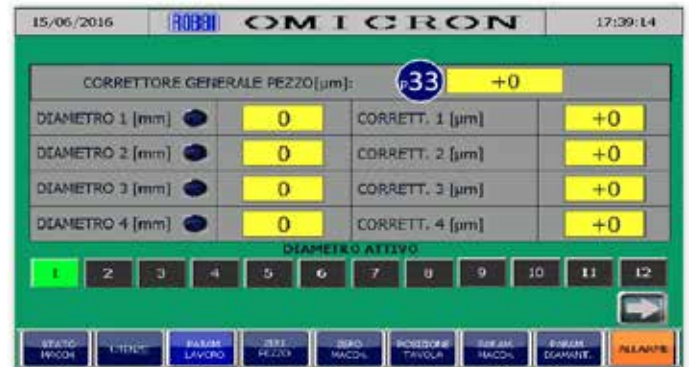 15/06/2016 ROBBI OMICRON 17:39:14
CORRETTORE GENERALE PEZZO[µm]: p33 +0
DIAMETRO 1 [mm] 0 CORRETT. 1 [µm] +0
DIAMETRO 2 [mm] 0 CORRETT. 2 [µm] +0
DIAMETRO 3 [mm] 0 CORRETT. 3 [µm] +0
DIAMETRO 4 [mm] 0 CORRETT. 4 [µm] +0
DIAMETRO ATTIVO
1 2 3 4 5 6 7 8 9 10 11 12
STATO MACCH. UTENS. PARAM. LAVORO ZERI PEZZO ZERO MACCH. POSIZIONE TAVOLA PARAM. MACCH. PARAM. DIAMANT. ALLARMI